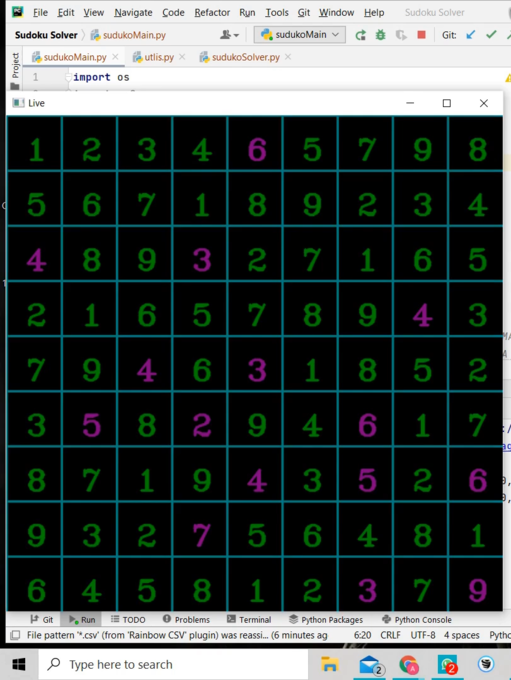 File Edit View Navigate Code Refactor Run Tools Git Window Help Sudoku Solver
Sudoku Solver sudukoMain.py sudukoMain Git:
Project sudukoMain.py utlis.py sudukoSolver.py
1 import os
Live
1 2 3 4 6 5 7 9 8
5 6 7 1 8 9 2 3 4
4 8 9 3 2 7 1 6 5
2 1 6 5 7 8 9 4 3
7 9 4 6 3 1 8 5 2
3 5 8 2 9 4 6 1 7
8 7 1 9 4 3 5 2 6
9 3 2 7 5 6 4 8 1
6 4 5 8 1 2 3 7 9
Git Run TODO Problems Terminal Python Packages Python Console
File pattern '*.csv' (from 'Rainbow CSV' plugin) was reassi... (6 minutes ag 6:20 CRLF UTF-8 4 spaces Pytho
Type here to search 2 2